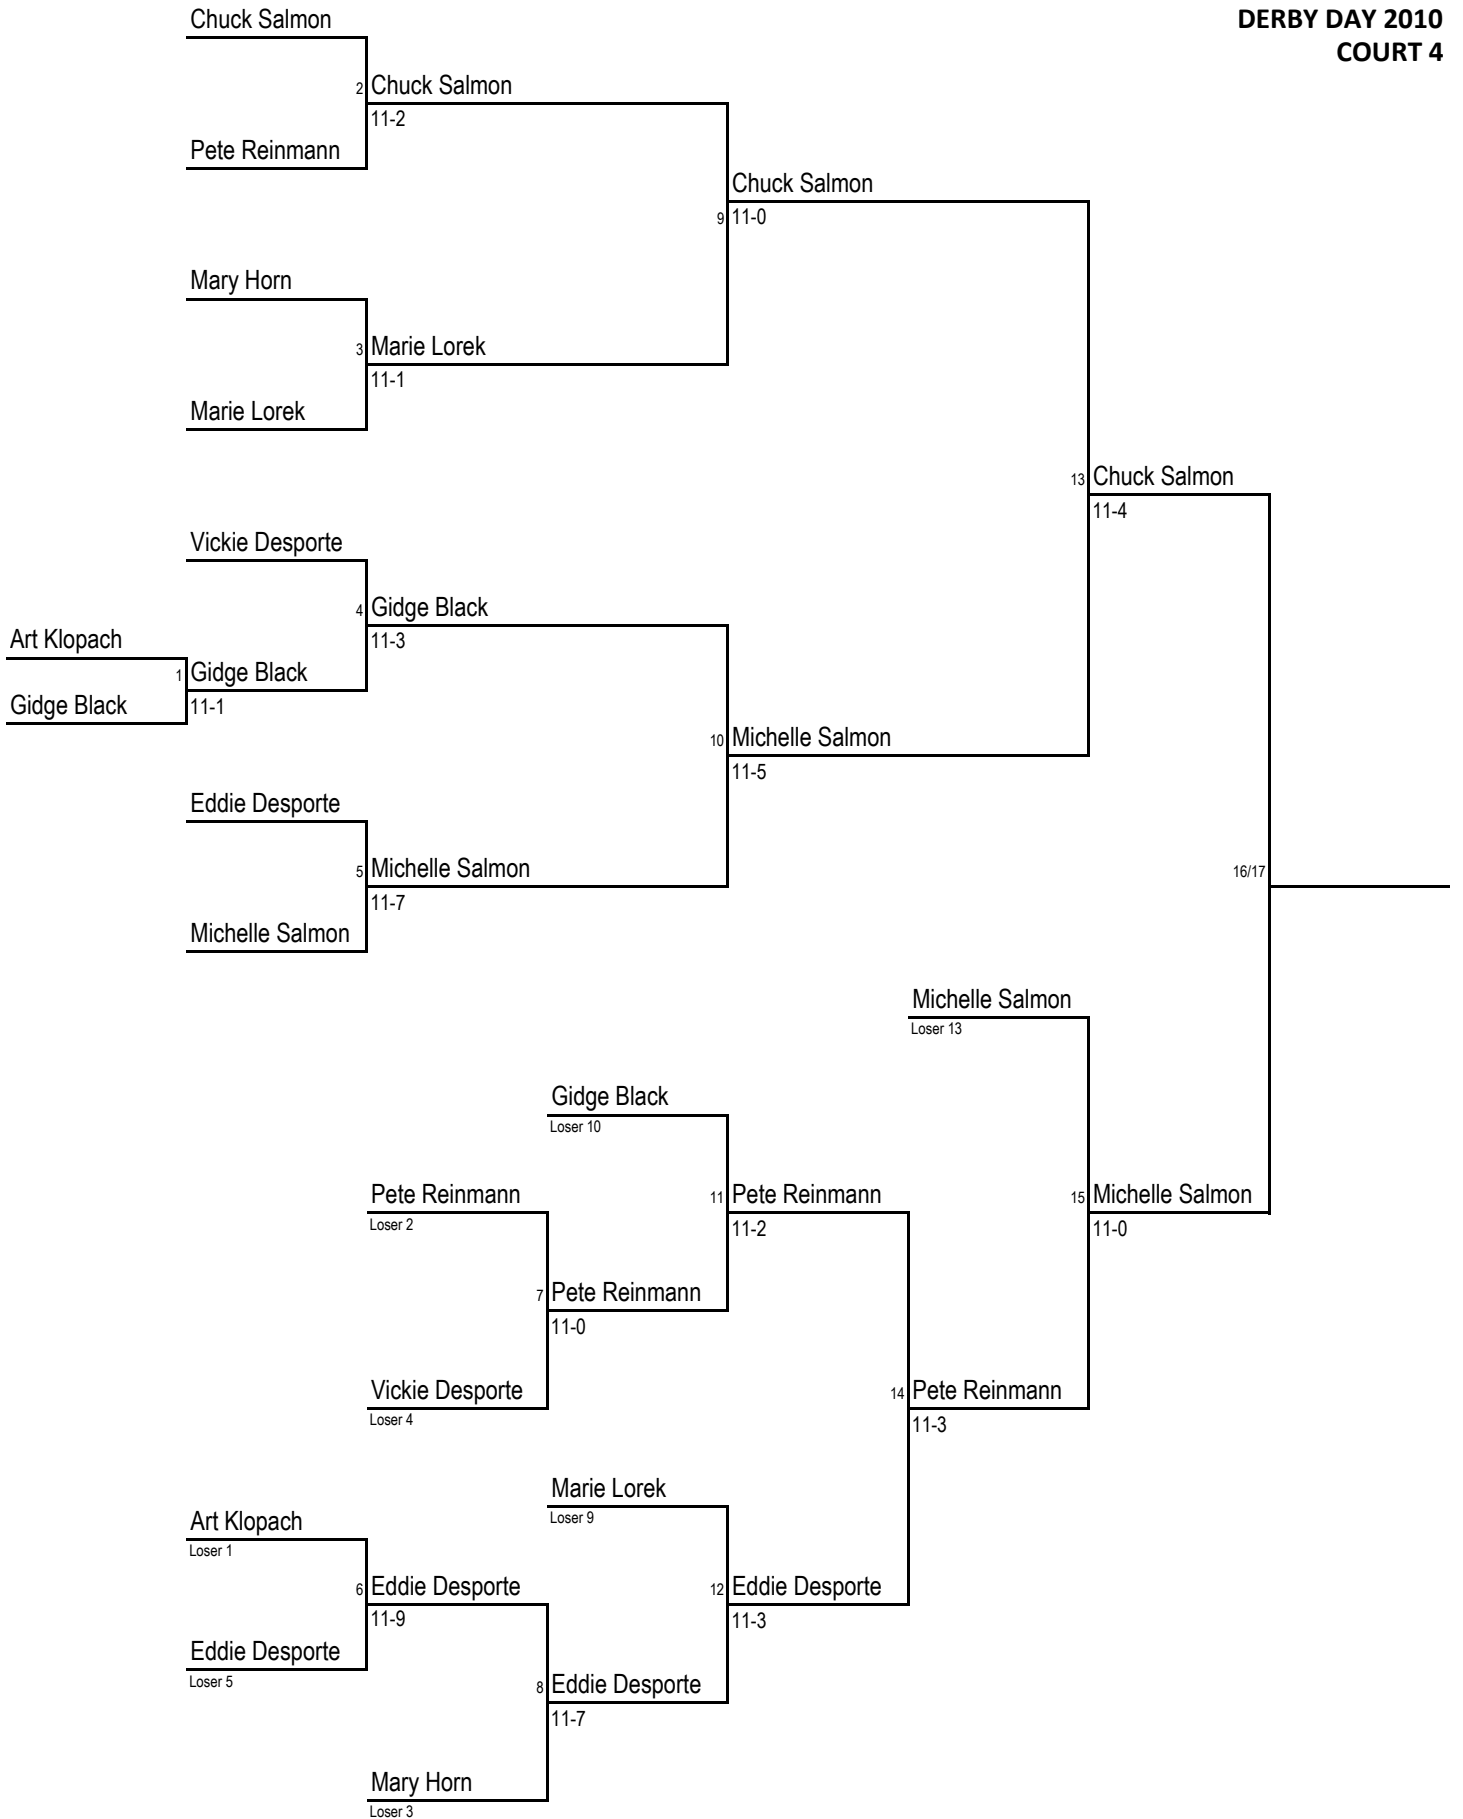 DERBY DAY 2010
COURT 4
Chuck Salmon
2 Chuck Salmon
11-2
Pete Reinmann
Chuck Salmon
9 11-0
Mary Horn
3 Marie Lorek
11-1
Marie Lorek
13 Chuck Salmon
11-4
Vickie Desporte
4 Gidge Black
11-3
Art Klopach
1 Gidge Black
Gidge Black
11-1
10 Michelle Salmon
11-5
Eddie Desporte
5 Michelle Salmon
11-7
Michelle Salmon
16/17
Michelle Salmon
Loser 13
Gidge Black
Loser 10
Pete Reinmann
Loser 2
11 Pete Reinmann
11-2
15 Michelle Salmon
11-0
7 Pete Reinmann
11-0
Vickie Desporte
Loser 4
14 Pete Reinmann
11-3
Marie Lorek
Loser 9
Art Klopach
Loser 1
6 Eddie Desporte
11-9
12 Eddie Desporte
11-3
Eddie Desporte
Loser 5
8 Eddie Desporte
11-7
Mary Horn
Loser 3